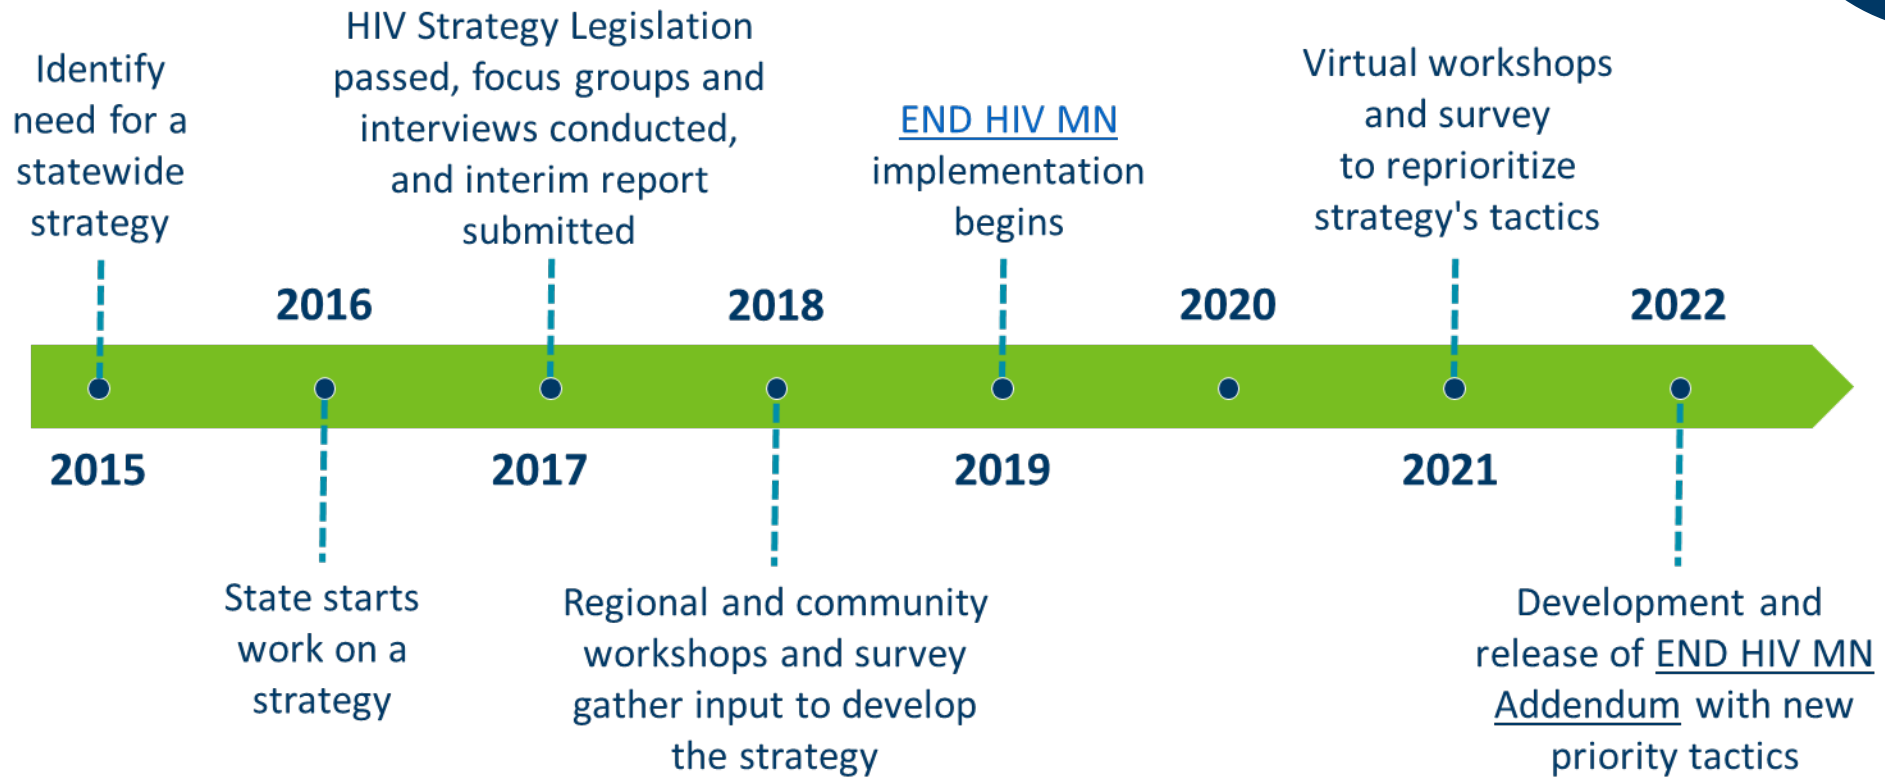 Identify
need for a
statewide
strategy
2015
2016
State starts
work on a
strategy
HIV Strategy Legislation
passed, focus groups and
interviews conducted,
and interim report
submitted
2017
2018
Regional and community
workshops and survey
gather input to develop
the strategy
END HIV MN
implementation
begins
2019
2020
Virtual workshops
and survey
to reprioritize
strategy's tactics
2021
2022
Development and
release of END HIV MN
Addendum with new
priority tactics